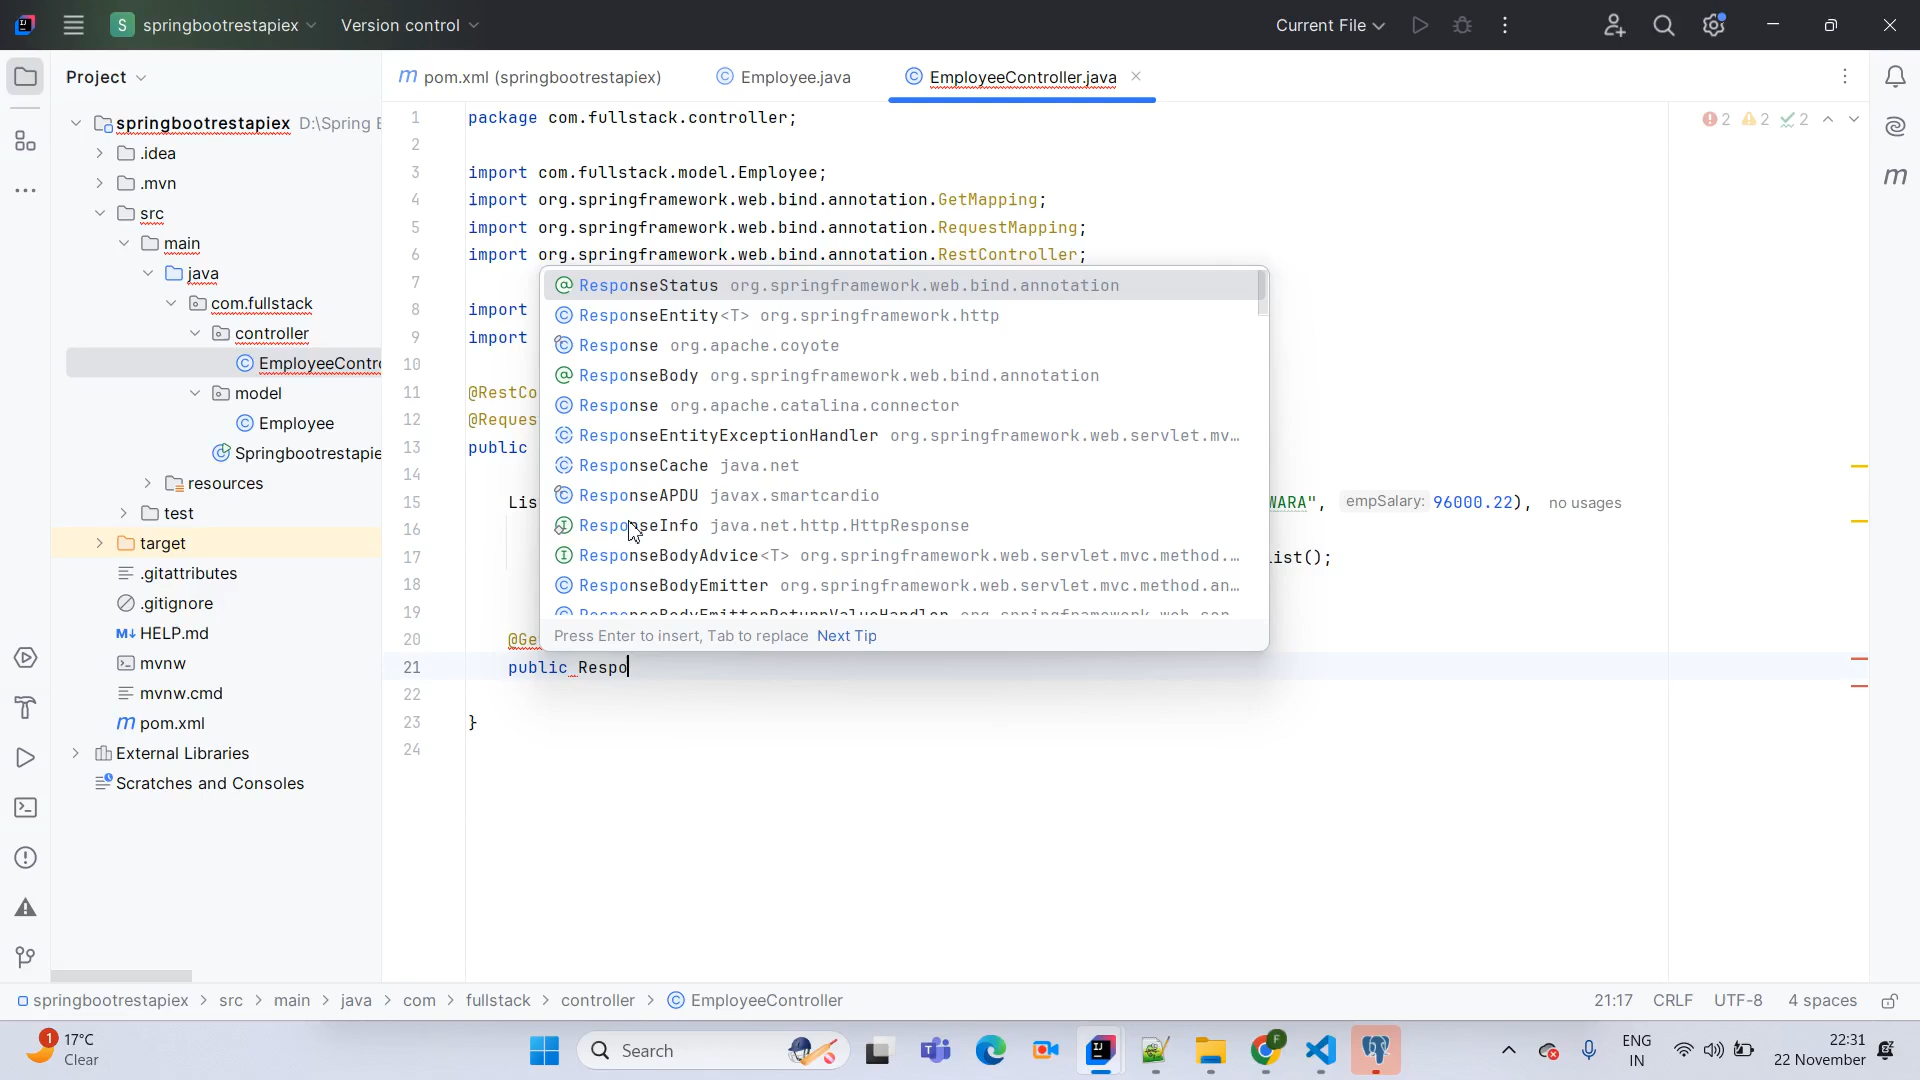 S springbootrestapiex Version control Current File
Project
pom.xml (springbootrestapiex) Employee.java EmployeeController.java
springbootrestapiex D:\Spring
.idea
.mvn
src
main
java
com.fullstack
controller
EmployeeContr
model
Employee
Springbootrestapie
resources
test
target
.gitattributes
.gitignore
HELP.md
mvnw
mvnw.cmd
pom.xml
External Libraries
Scratches and Consoles
2 2 2
1 package com.fullstack.controller;
2
3 import com.fullstack.model.Employee;
4 import org.springframework.web.bind.annotation.GetMapping;
5 import org.springframework.web.bind.annotation.RequestMapping;
6 import org.springframework.web.bind.annotation.RestController;
7
8 import
9 import
10
11 @RestCo
12 @Reques
13 public
14
15 Lis WARA", empSalary: 96000.22), no usages
16
17 ist();
18
19
20 @Ge
21 public Respo
22
23 }
24
ResponseStatus org.springframework.web.bind.annotation
ResponseEntity<T> org.springframework.http
Response org.apache.coyote
ResponseBody org.springframework.web.bind.annotation
Response org.apache.catalina.connector
ResponseEntityExceptionHandler org.springframework.web.servlet.mv…
ResponseCache java.net
ResponseAPDU javax.smartcardio
ResponseInfo java.net.http.HttpResponse
ResponseBodyAdvice<T> org.springframework.web.servlet.mvc.method.…
ResponseBodyEmitter org.springframework.web.servlet.mvc.method.an…
ResponseBodyEmitterReturnValueHandler org.springframework.web.ser…
Press Enter to insert, Tab to replace Next Tip
springbootrestapiex > src > main > java > com > fullstack > controller > EmployeeController
21:17 CRLF UTF-8 4 spaces
1 17°C
Clear
Search
ENG
IN
22:31
22 November